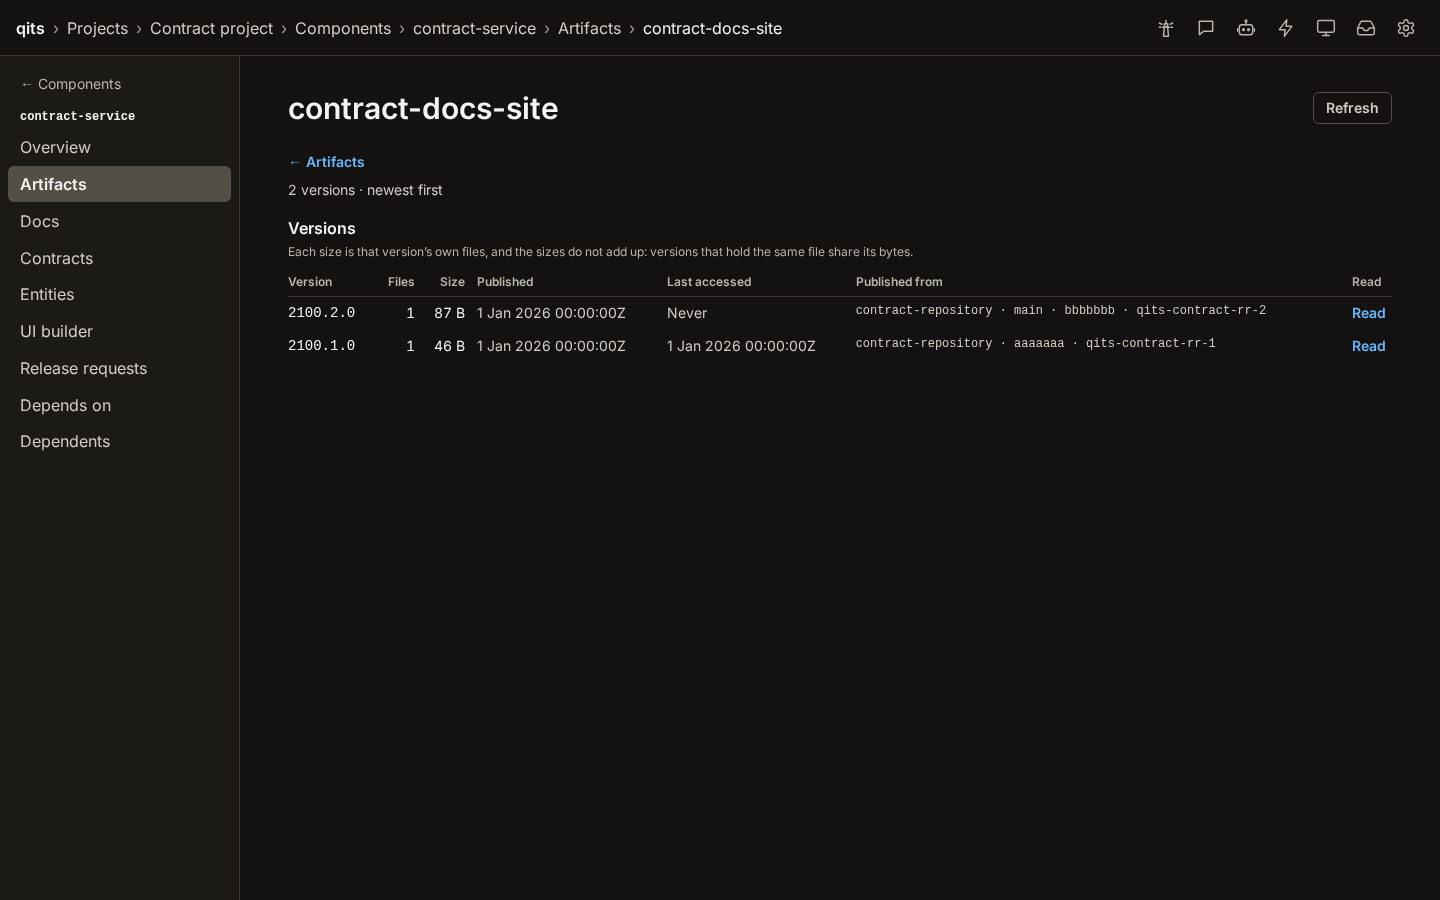 qits › Projects › Contract project › Components › contract-service › Artifacts › contract-docs-site
← Components
contract-service
Overview
Artifacts
Docs
Contracts
Entities
UI builder
Release requests
Depends on
Dependents
contract-docs-site
Refresh
← Artifacts
2 versions · newest first
Versions
Each size is that version’s own files, and the sizes do not add up: versions that hold the same file share its bytes.
Version Files Size Published Last accessed Published from Read
2100.2.0 1 87 B 1 Jan 2026 00:00:00Z Never contract-repository · main · bbbbbbb · qits-contract-rr-2 Read
2100.1.0 1 46 B 1 Jan 2026 00:00:00Z 1 Jan 2026 00:00:00Z contract-repository · aaaaaaa · qits-contract-rr-1 Read